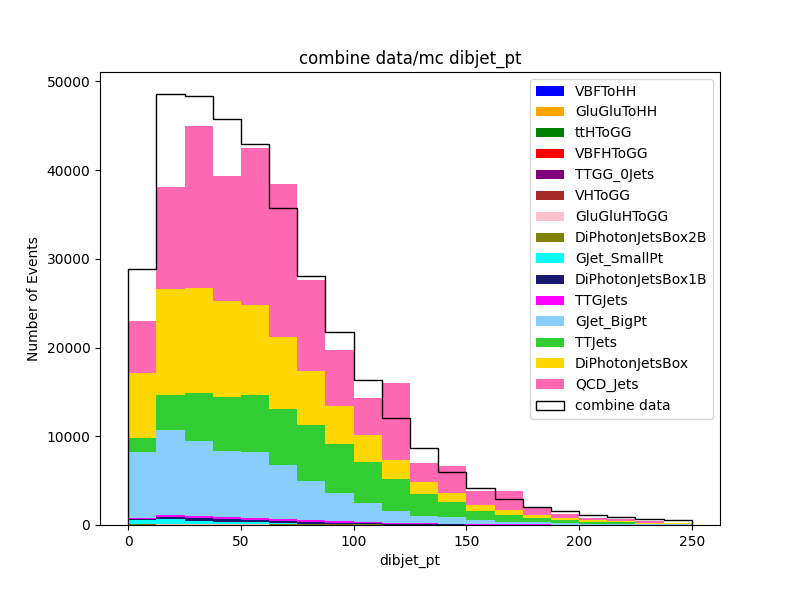 combine data/mc dibjet_pt
50000
40000
30000
20000
10000
0
Number of Events
0
50
100
150
200
250
dibjet_pt
VBFToHH
GluGluToHH
ttHToGG
VBFHToGG
TTGG_0Jets
VHToGG
GluGluHToGG
DiPhotonJetsBox2B
GJet_SmallPt
DiPhotonJetsBox1B
TTGJets
GJet_BigPt
TTJets
DiPhotonJetsBox
QCD_Jets
combine data